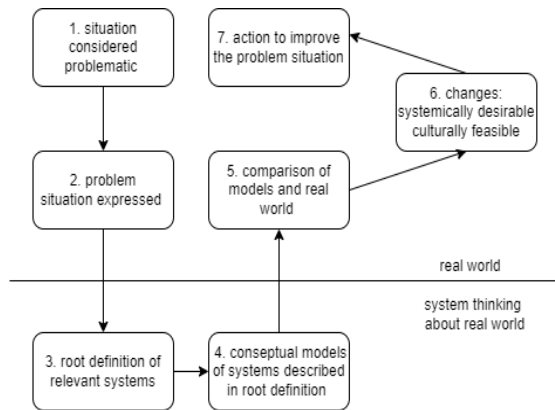 1. situation
considered
problematic
7. action to improve
the problem situation
6. changes:
systemically desirable
culturally feasible
2. problem
situation expressed
5. comparison of
models and real
world
real world
system thinking
about real world
3. root definition of
relevant systems
4. conseptual models
of systems described
in root definition